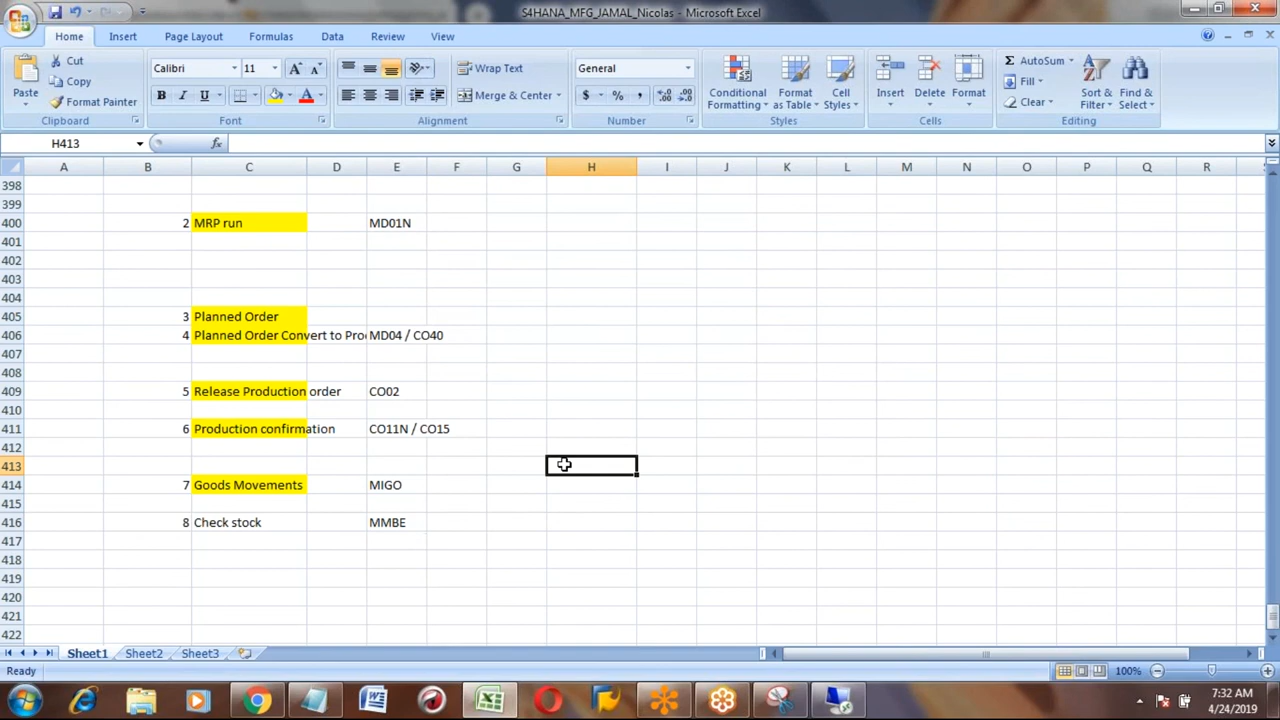 S4HANA_MFG_JAMAL_Nicolas - Microsoft Excel
Home Insert Page Layout Formulas Data Review View
Paste Cut Copy Format Painter Clipboard
Calibri 11 B I U A A A Font
Wrap Text Merge & Center Alignment
General $ % , Number
Conditional Formatting Format as Table Cell Styles Styles
Insert Delete Format Cells
Σ AutoSum Fill Clear Sort & Filter Find & Select Editing
H413 fx
A B C D E F G H I J K L M N O P Q R
398
399
400 2 MRP run MD01N
401
402
403
404
405 3 Planned Order
406 4 Planned Order Convert to Pro MD04 / CO40
407
408
409 5 Release Production order CO02
410
411 6 Production confirmation CO11N / CO15
412
413
414 7 Goods Movements MIGO
415
416 8 Check stock MMBE
417
418
419
420
421
422
Sheet1 Sheet2 Sheet3
Ready 100%
7:32 AM
4/24/2019